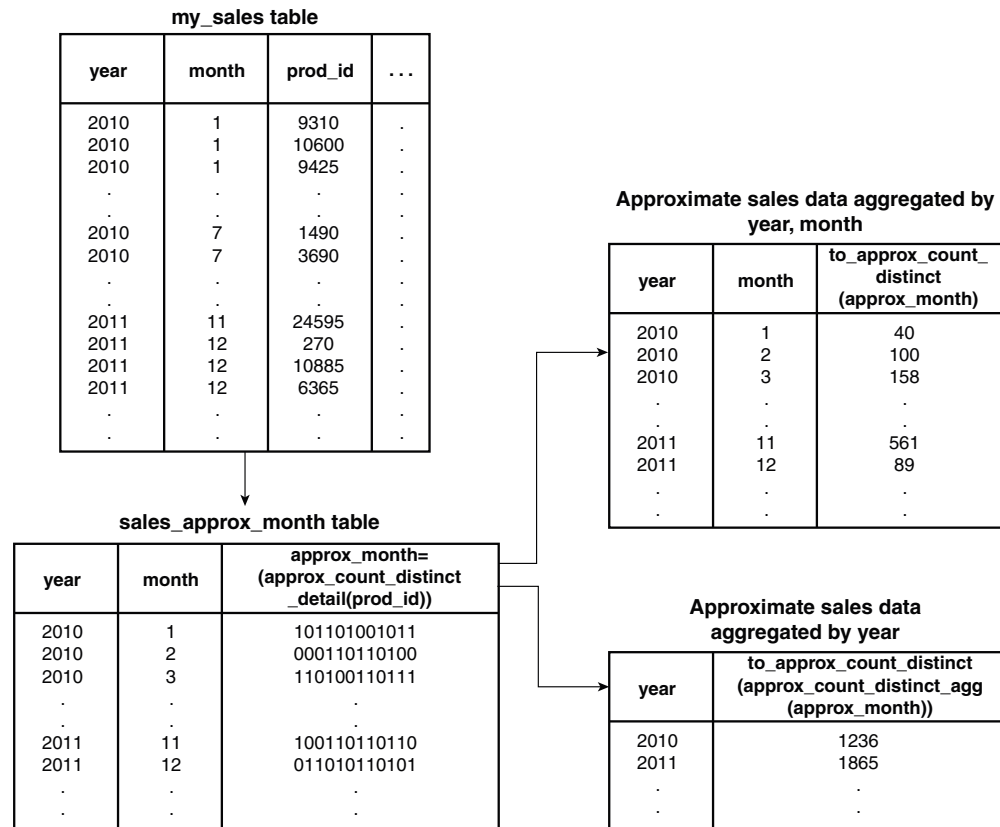 my_sales table
year month prod_id ...
2010 1 9310 .
2010 1 10600 .
2010 1 9425 .
. . . .
. . . .
2010 7 1490 .
2010 7 3690 .
. . . .
. . . .
2011 11 24595 .
2011 12 270 .
2011 12 10885 .
2011 12 6365 .
. . . .
. . . .
sales_approx_month table
year month approx_month=
(approx_count_distinct
_detail(prod_id))
2010 1 101101001011
2010 2 000110110100
2010 3 110100110111
. . .
. . .
2011 11 100110110110
2011 12 011010110101
. . .
. . .
Approximate sales data aggregated by
year, month
year month to_approx_count_
distinct
(approx_month)
2010 1 40
2010 2 100
2010 3 158
. . .
. . .
2011 11 561
2011 12 89
. . .
. . .
Approximate sales data
aggregated by year
year to_approx_count_distinct
(approx_count_distinct_agg
(approx_month))
2010 1236
2011 1865
. .
. .